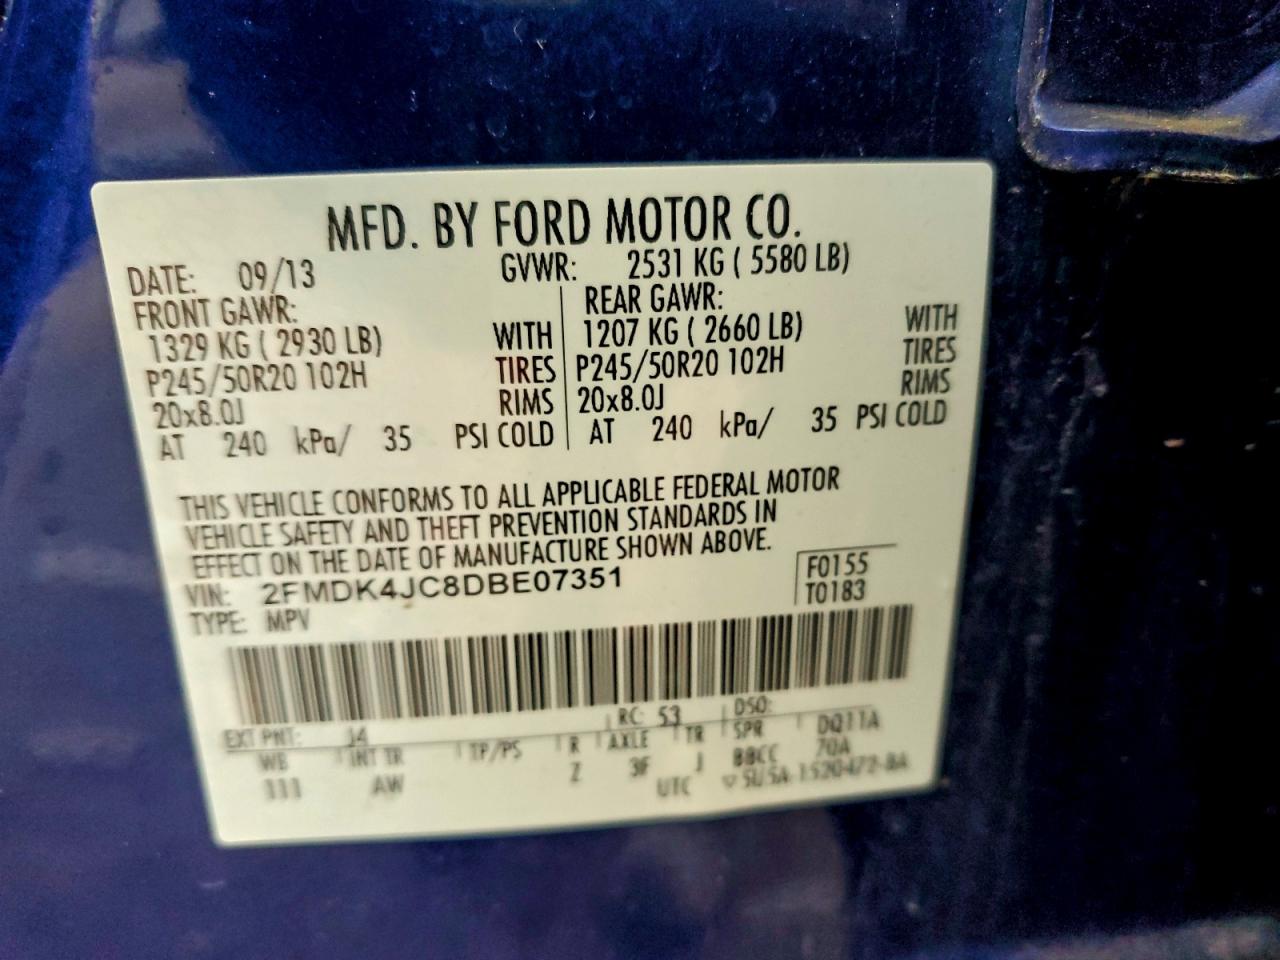 MFD. BY FORD MOTOR CO.
DATE: 09/13 GVWR: 2531 KG ( 5580 LB)
FRONT GAWR: REAR GAWR:
1329 KG ( 2930 LB) WITH 1207 KG ( 2660 LB) WITH
P245/50R20 102H TIRES P245/50R20 102H TIRES
20x8.0J RIMS 20x8.0J RIMS
AT 240 kPa/ 35 PSI COLD AT 240 kPa/ 35 PSI COLD
THIS VEHICLE CONFORMS TO ALL APPLICABLE FEDERAL MOTOR
VEHICLE SAFETY AND THEFT PREVENTION STANDARDS IN
EFFECT ON THE DATE OF MANUFACTURE SHOWN ABOVE.
VIN: 2FMDK4JC8DBE07351 F0155
TYPE: MPV T0183
EXT PNT: J4 RC: 53 DSO:
WB INT TR TP/PS R AXLE TR SPR DQ11A
111 AW 2 3F J BBCC 70A
UTC